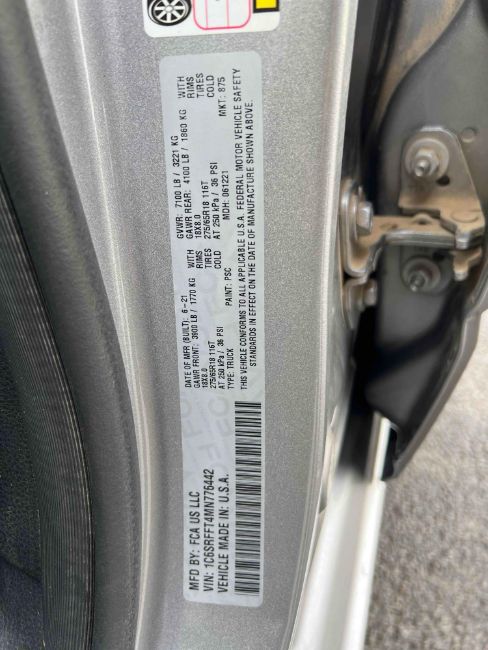 MFD BY: FCA US LLC
VIN: 1C6SRFFT4MN776442
VEHICLE MADE IN: U.S.A.
DATE OF MFR (BUILT): 6-21 GVWR: 7100 LB / 3221 KG
GAWR FRONT: 3900 LB / 1770 KG WITH GAWR REAR: 4100 LB / 1860 KG WITH
18X8.0 RIMS 18X8.0 RIMS
275/65R18 116T TIRES 275/65R18 116T TIRES
AT 250 kPa / 36 PSI COLD AT 250 kPa / 36 PSI COLD
TYPE: TRUCK PAINT: PSC MDH: 061221 MKT: 875
THIS VEHICLE CONFORMS TO ALL APPLICABLE U.S.A. FEDERAL MOTOR VEHICLE SAFETY
STANDARDS IN EFFECT ON THE DATE OF MANUFACTURE SHOWN ABOVE.